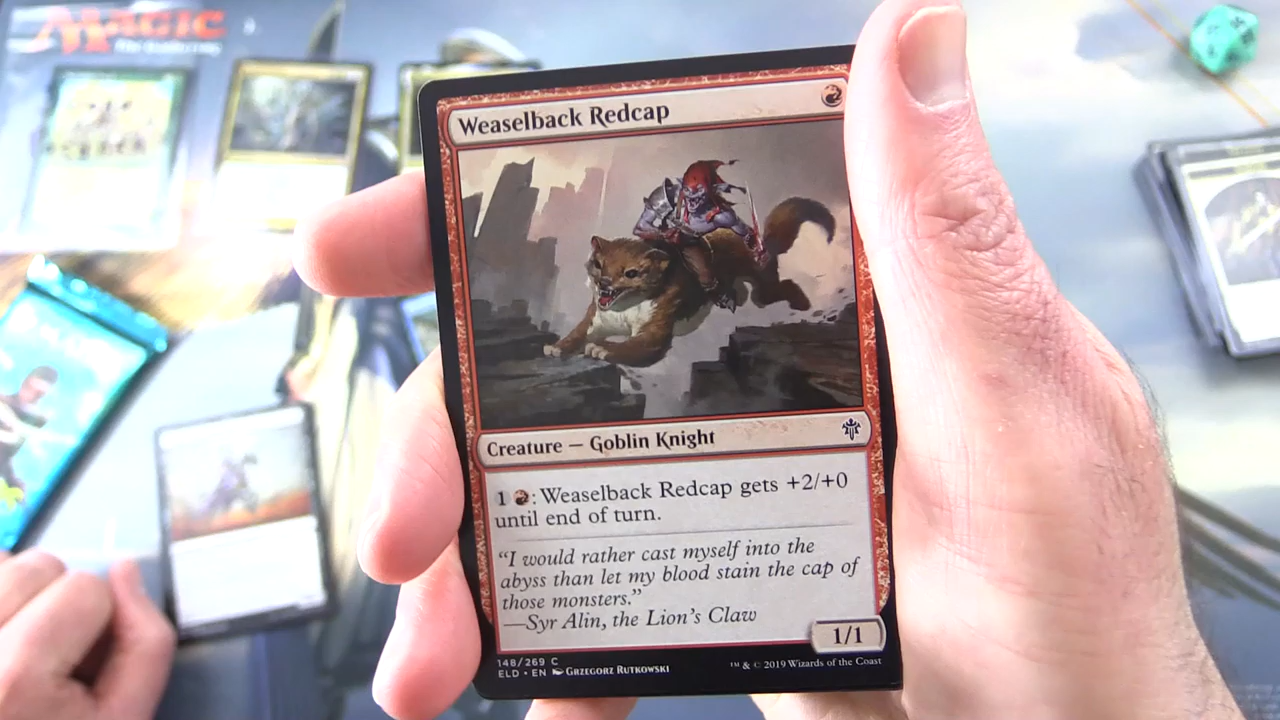 MAGIC
Weaselback Redcap
Creature — Goblin Knight
1 : Weaselback Redcap gets +2/+0
until end of turn.
“I would rather cast myself into the
abyss than let my blood stain the cap of
those monsters.”
—Syr Alin, the Lion’s Claw
1/1
148/269 C
ELD • EN Grzegorz Rutkowski
™ & © 2019 Wizards of the Coast